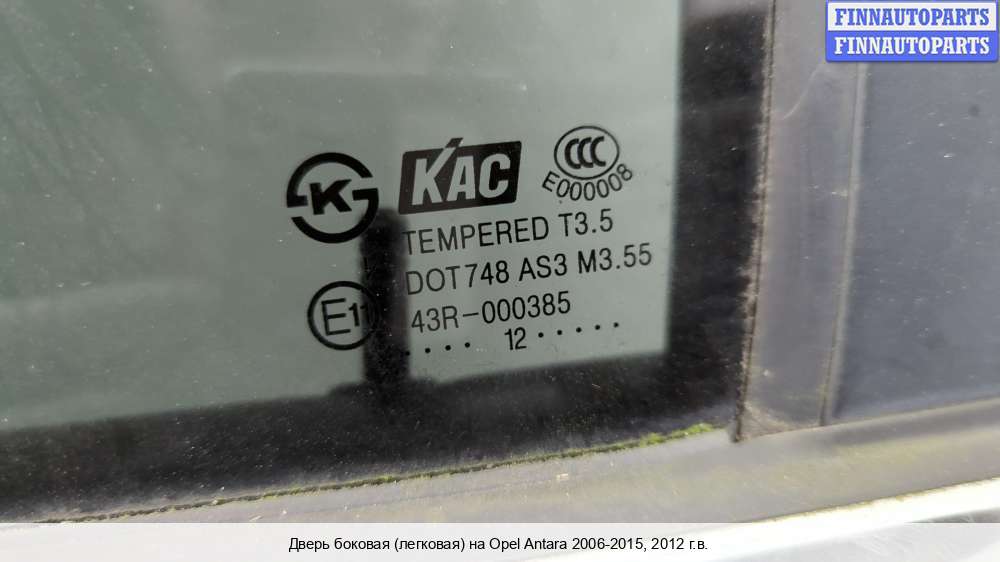 FINNAUTOPARTS
FINNAUTOPARTS
K
KAC
CCC
E000008
TEMPERED T3.5
DOT748 AS3 M3.55
E11
43R-000385
.... 12 .....
Дверь боковая (легковая) на Opel Antara 2006-2015, 2012 г.в.